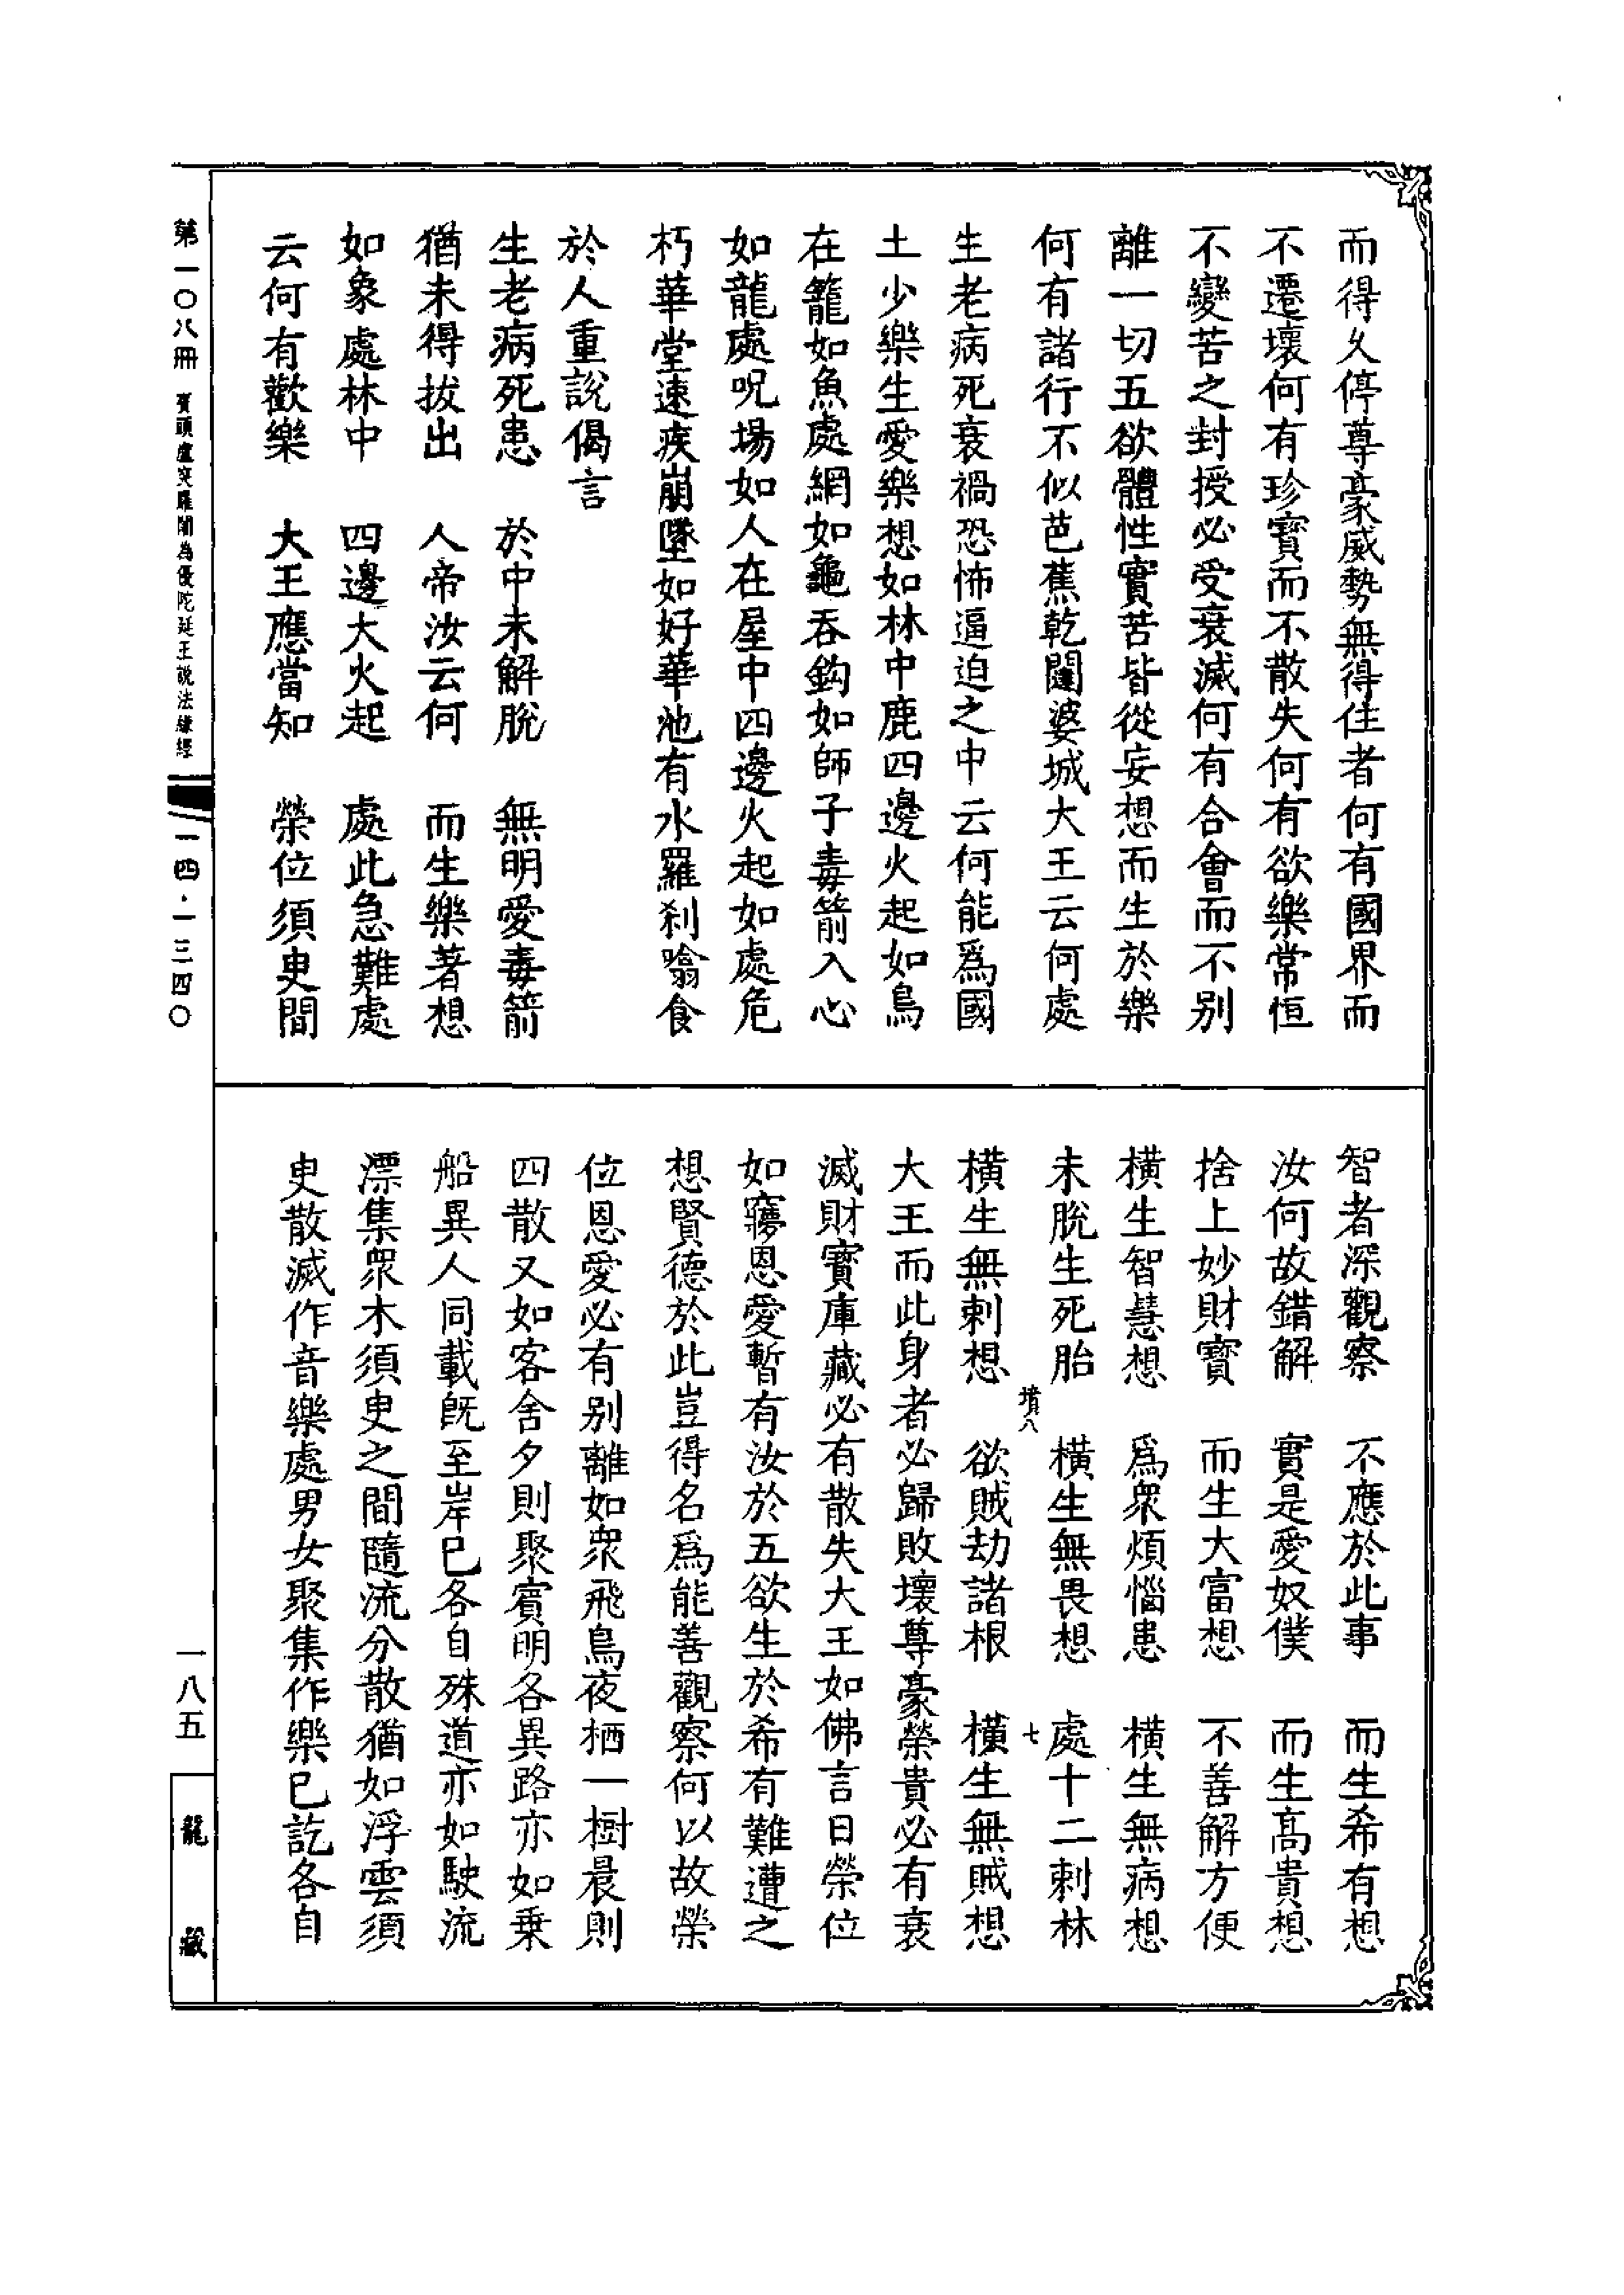 而得久停尊豪威勢無得住者何有國界而
不遷壞何有珍寶而不散失何有欲樂常恒
不變苦之封授必受衰滅何有合會而不别
離一切五欲體性實苦皆從妄想而生於樂
何有諸行不似芭蕉乾闥婆城大王云何處
生老病死衰禍恐怖逼迫之中云何能爲國
土少樂生愛樂想如林中鹿四邊火起如鳥
在籠如魚處網如龜吞鈎如師子毒箭入心
如龍處呪場如人在屋中四邊火起如處危
朽華堂速疾崩墜如好華池有水羅刹噏食
於人重說偈言
生老病死患　於中未解脫　無明愛毒箭
猶未得拔出　人帝汝云何　而生樂著想
如象處林中　四邊大火起　處此急難處
云何有歡樂　大王應當知　榮位須臾間
智者深觀察　不應於此事　而生希有想
汝何故錯解　實是愛奴僕　而生高貴想
捨上妙財寶　而生大富想　不善解方便
橫生智慧想　爲衆煩惱患　橫生無病想
未脫生死胎　橫生無畏想　處十二刺林
墳八　七
橫生無刺想　欲賊劫諸根　橫生無賊想
大王而此身者必歸敗壞尊豪榮貴必有衰
滅財寶庫藏必有散失大王如佛言曰榮位
如寱恩愛暫有汝於五欲生於希有難遭之
想賢德於此豈得名爲能善觀察何以故榮
位恩愛必有别離如衆飛鳥夜栖一樹晨則
四散又如客舍夕則聚賓明各異路亦如乗
船異人同載既至岸已各自殊道亦如駛流
漂集衆木須臾之間隨流分散猶如浮雲須
臾散滅作音樂處男女聚集作樂已訖各自
第一〇八冊　賓頭盧突羅闍為優陀延王說法緣經
一四·一三四〇
一八五
龍藏